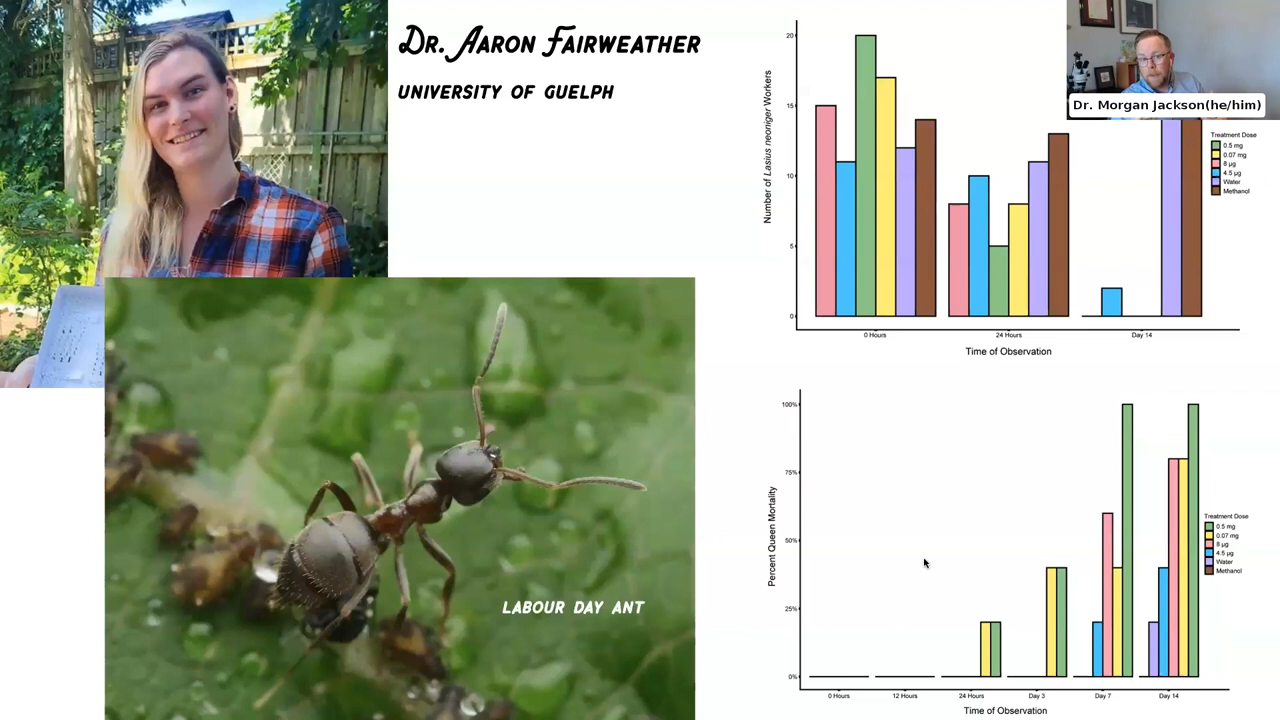 Dr. Aaron Fairweather
UNIVERSITY OF GUELPH
LABOUR DAY ANT
Dr. Morgan Jackson(he/him)
Number of Lasius neoniger Workers
20
15
10
5
0
0 Hours
24 Hours
Day 14
Time of Observation
Treatment Dose
0.5 mg
0.07 mg
8 µg
4.5 µg
Water
Methanol
Percent Queen Mortality
100%
75%
50%
25%
0%
0 Hours
12 Hours
24 Hours
Day 3
Day 7
Day 14
Time of Observation
Treatment Dose
0.5 mg
0.07 mg
8 µg
4.5 µg
Water
Methanol